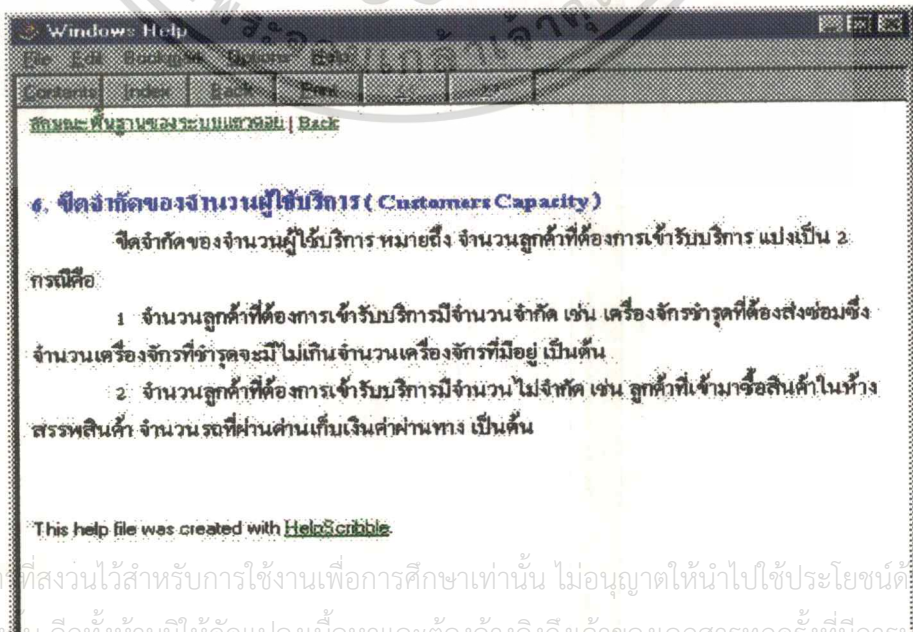 พระจอมเกล้าเจ้าคุณ
Windows Help
File Edit Bookmark Options Help
Contents Index Back Print
ลักษณะพื้นฐานของระบบแถวคอย | Back
6. ขีดจำกัดของจำนวนผู้ใช้บริการ ( Customers Capacity )
ขีดจำกัดของจำนวนผู้ใช้บริการ หมายถึง จำนวนลูกค้าที่ต้องการเข้ารับบริการ แบ่งเป็น 2
กรณีคือ
1 จำนวนลูกค้าที่ต้องการเข้ารับบริการมีจำนวนจำกัด เช่น เครื่องจักรชำรุดที่ต้องส่งซ่อมซึ่ง
จำนวนเครื่องจักรที่ชำรุดจะมีไม่เกินจำนวนเครื่องจักรที่มีอยู่ เป็นต้น
2 จำนวนลูกค้าที่ต้องการเข้ารับบริการมีจำนวนไม่จำกัด เช่น ลูกค้าที่เข้ามาซื้อสินค้าในห้าง
สรรพสินค้า จำนวนรถที่ผ่านด่านเก็บเงินค่าผ่านทาง เป็นต้น
This help file was created with HelpScribble.
ที่สงวนไว้สำหรับการใช้งานเพื่อการศึกษาเท่านั้น ไม่อนุญาตให้นำไปใช้ประโยชน์ด้